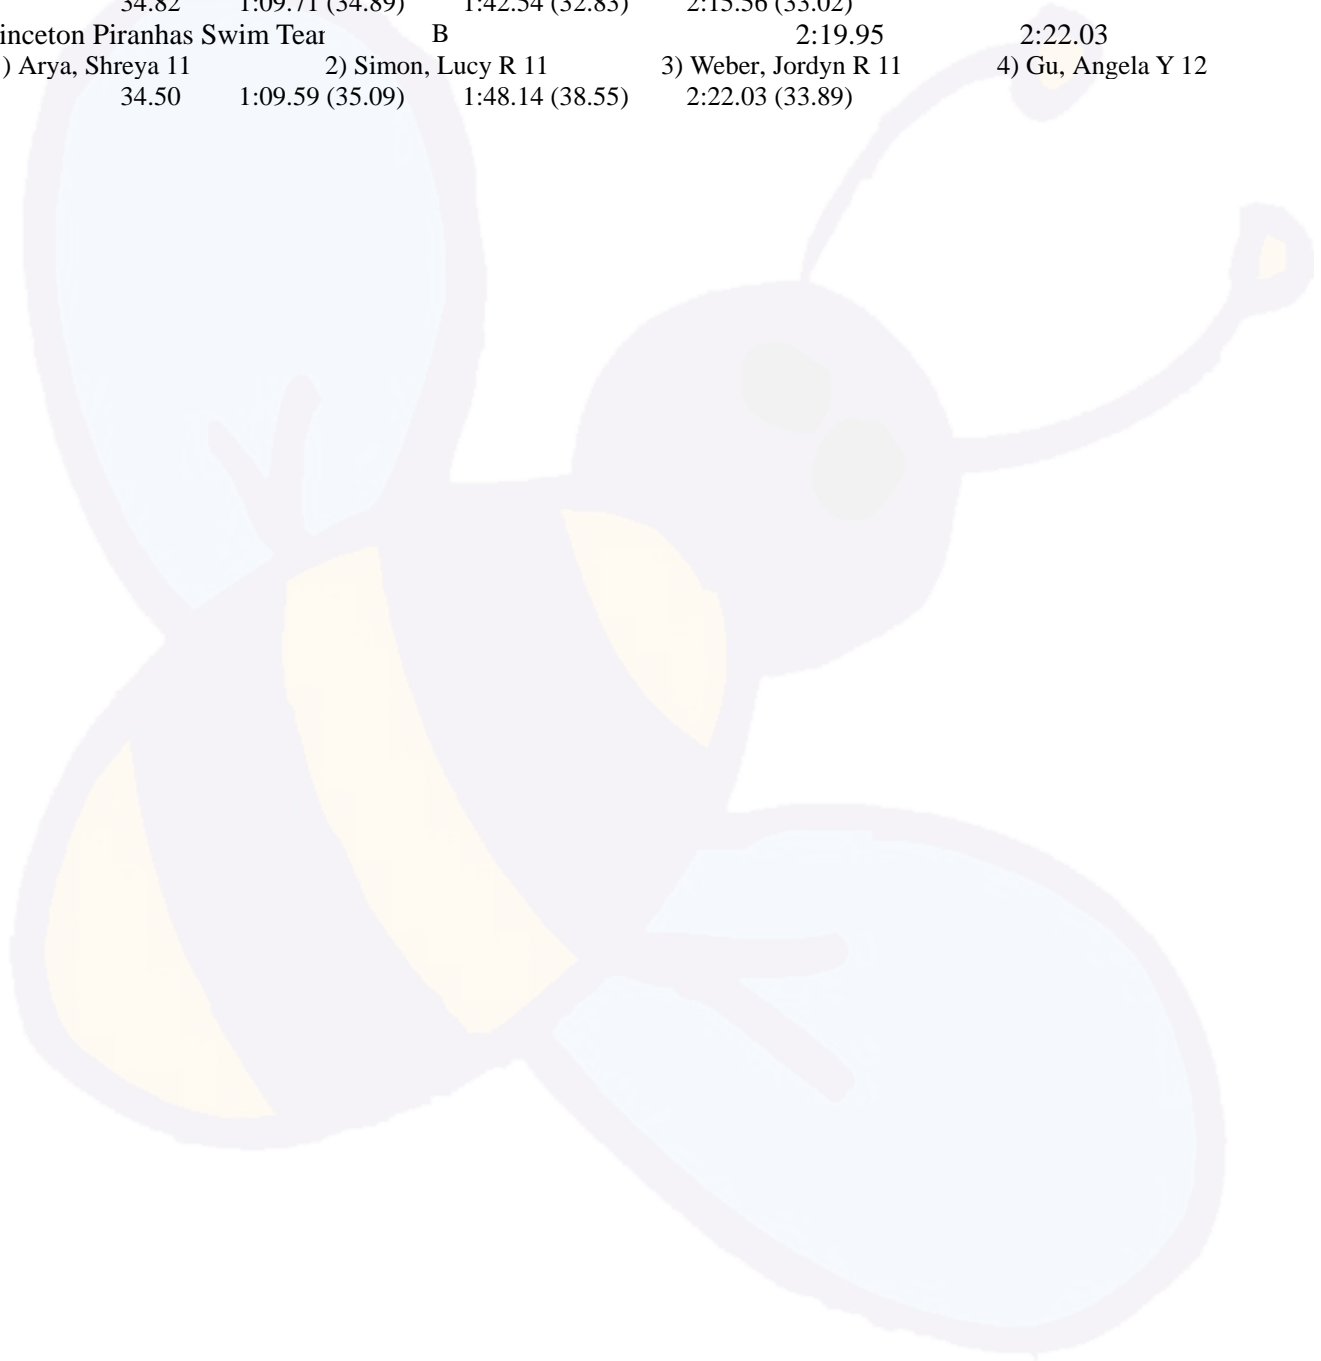 34.82 1:09.71 (34.89) 1:42.54 (32.83) 2:15.56 (33.02)
inceton Piranhas Swim Tear B 2:19.95 2:22.03
) Arya, Shreya 11 2) Simon, Lucy R 11 3) Weber, Jordyn R 11 4) Gu, Angela Y 12
34.50 1:09.59 (35.09) 1:48.14 (38.55) 2:22.03 (33.89)